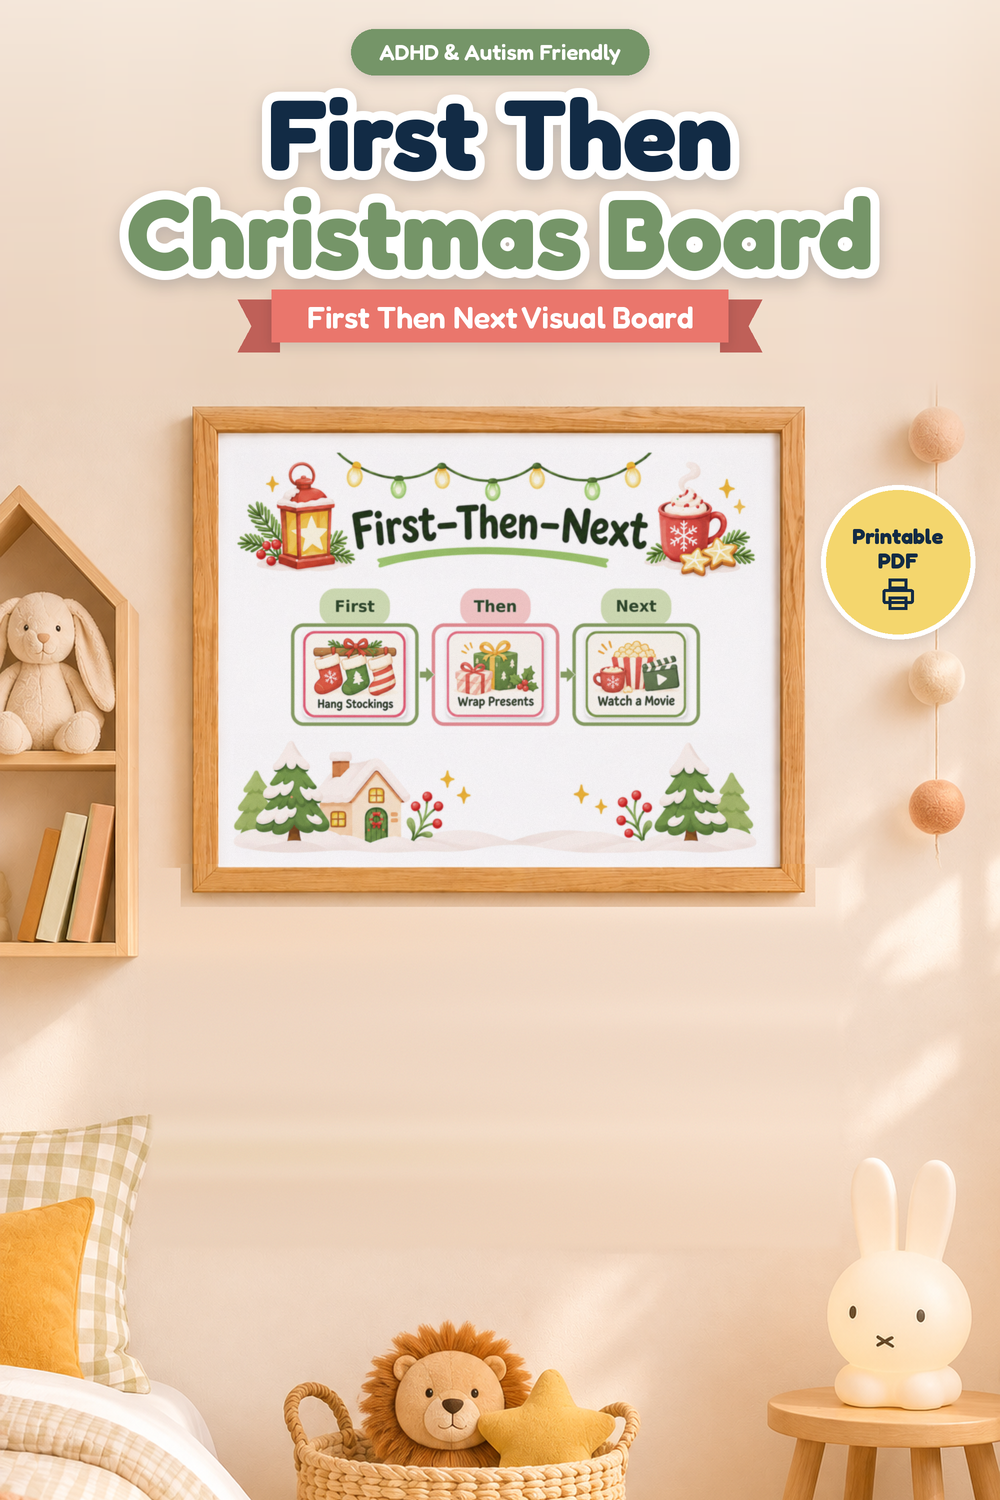 ADHD & Autism Friendly
First Then
Christmas Board
First Then Next Visual Board
First-Then-Next
First
Then
Next
Hang Stockings
Wrap Presents
Watch a Movie
Printable
PDF